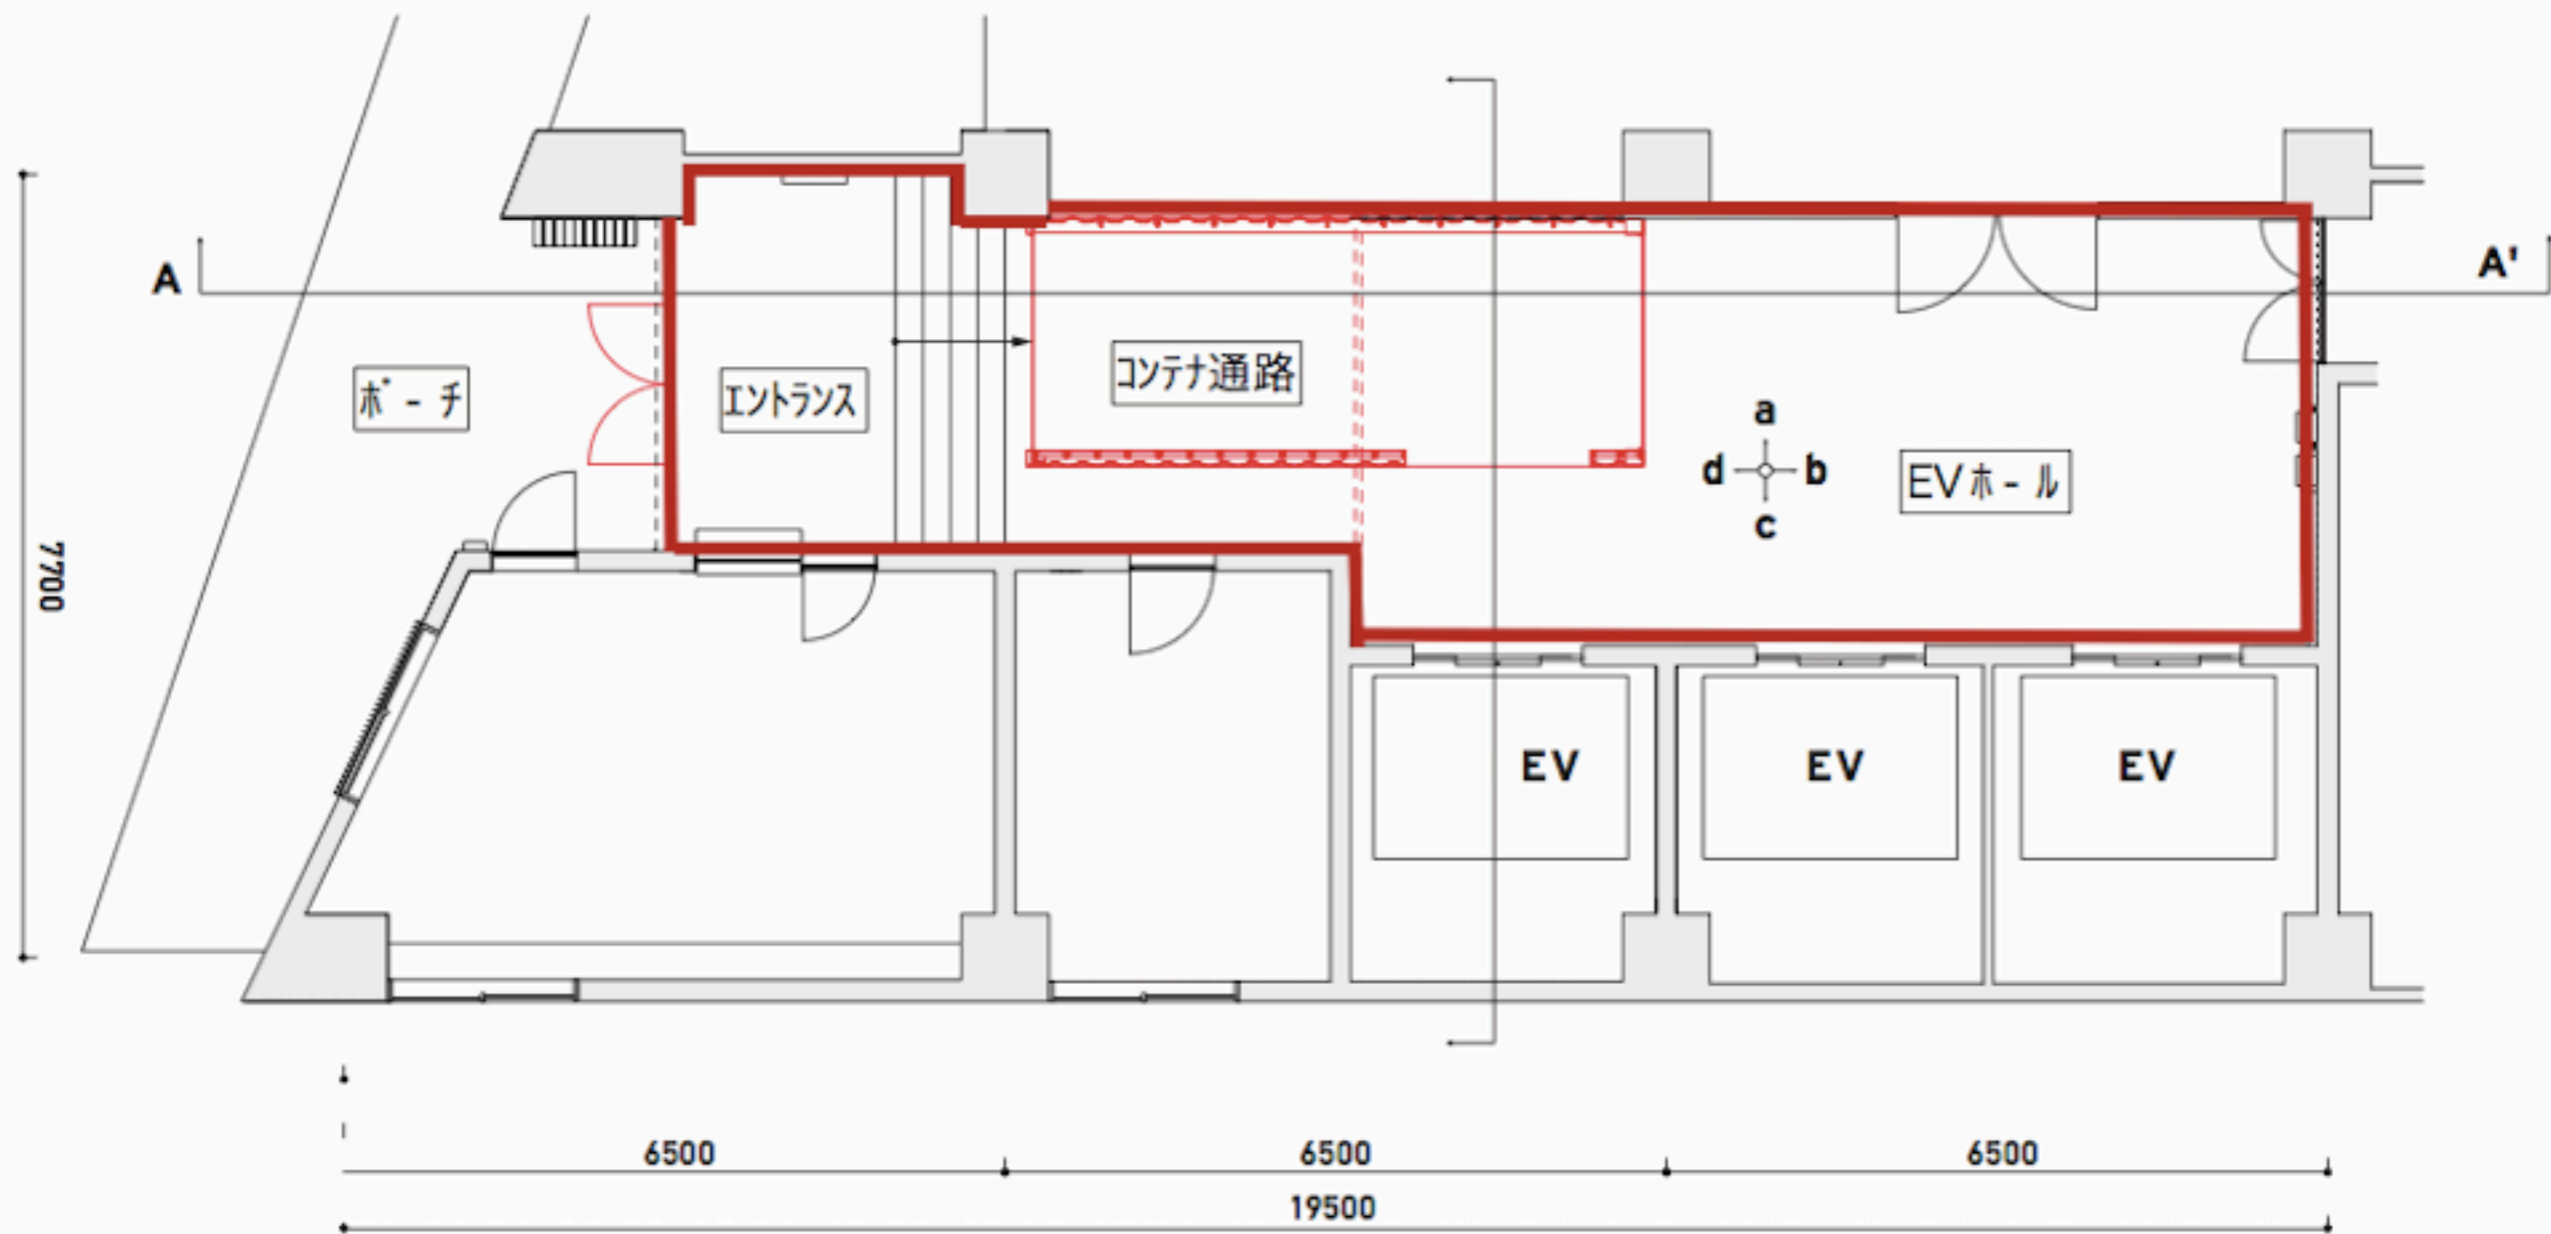 A
A'
ﾎﾟｰﾁ
ｴﾝﾄﾗﾝｽ
ｺﾝﾃﾅ通路
a
d
b
c
EVﾎｰﾙ
7700
EV
EV
EV
6500
6500
6500
19500